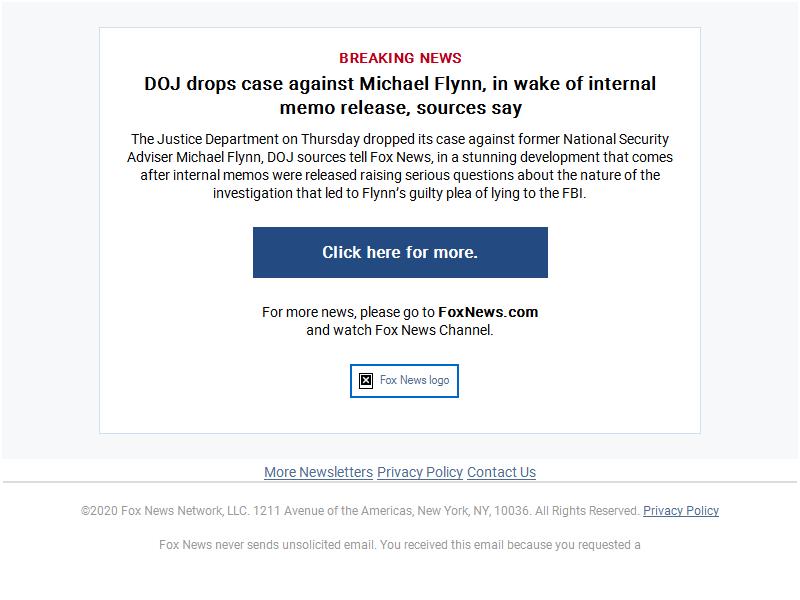 BREAKING NEWS
DOJ drops case against Michael Flynn, in wake of internal
memo release, sources say
The Justice Department on Thursday dropped its case against former National Security
Adviser Michael Flynn, DOJ sources tell Fox News, in a stunning development that comes
after internal memos were released raising serious questions about the nature of the
investigation that led to Flynn’s guilty plea of lying to the FBI.
Click here for more.
For more news, please go to FoxNews.com
and watch Fox News Channel.
Fox News logo
More Newsletters Privacy Policy Contact Us
©2020 Fox News Network, LLC. 1211 Avenue of the Americas, New York, NY, 10036. All Rights Reserved. Privacy Policy
Fox News never sends unsolicited email. You received this email because you requested a